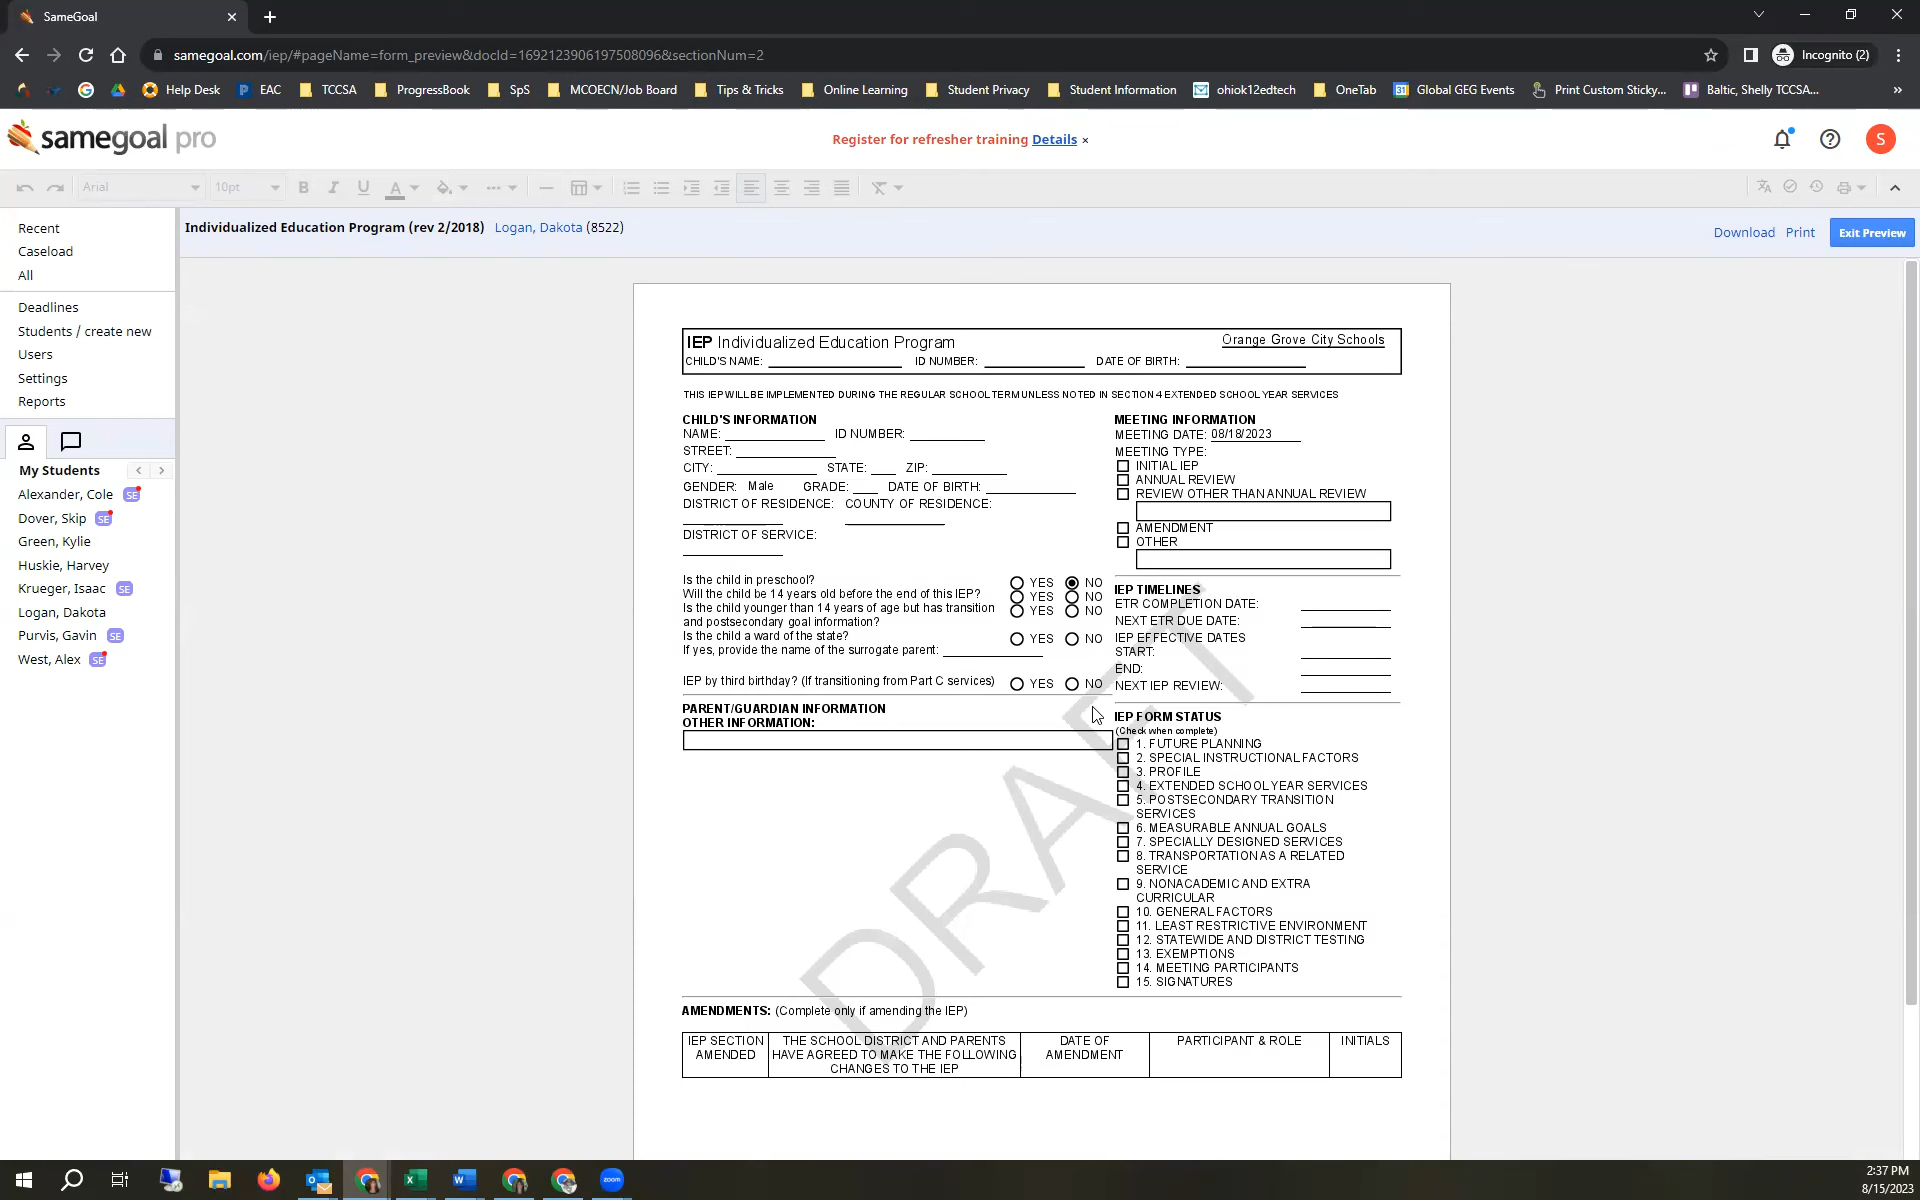 SameGoal
samegoal.com/iep/#pageName=form_preview&docId=1692123906197508096&sectionNum=2
Incognito (2)
Help Desk EAC TCCSA ProgressBook SpS MCOECN/Job Board Tips & Tricks Online Learning Student Privacy Student Information ohiok12edtech OneTab Global GEG Events Print Custom Sticky... Baltic, Shelly TCCSA... »
samegoal pro
Register for refresher training Details ×
S
Arial 10pt B I U A
Recent
Caseload
All
Deadlines
Students / create new
Users
Settings
Reports
My Students
Alexander, Cole SE
Dover, Skip SE
Green, Kylie
Huskie, Harvey
Krueger, Isaac SE
Logan, Dakota
Purvis, Gavin SE
West, Alex SE
Individualized Education Program (rev 2/2018) Logan, Dakota (8522)
Download Print Exit Preview
IEP Individualized Education Program Orange Grove City Schools
CHILD'S NAME: ID NUMBER: DATE OF BIRTH:
THIS IEP WILL BE IMPLEMENTED DURING THE REGULAR SCHOOL TERM UNLESS NOTED IN SECTION 4 EXTENDED SCHOOL YEAR SERVICES
CHILD'S INFORMATION
NAME: ID NUMBER:
STREET:
CITY: STATE: ZIP:
GENDER: Male GRADE: DATE OF BIRTH:
DISTRICT OF RESIDENCE: COUNTY OF RESIDENCE:
DISTRICT OF SERVICE:
Is the child in preschool? YES NO
Will the child be 14 years old before the end of this IEP? YES NO
Is the child younger than 14 years of age but has transition YES NO
and postsecondary goal information?
Is the child a ward of the state? YES NO
If yes, provide the name of the surrogate parent:
IEP by third birthday? (If transitioning from Part C services) YES NO
PARENT/GUARDIAN INFORMATION
OTHER INFORMATION:
MEETING INFORMATION
MEETING DATE: 08/18/2023
MEETING TYPE:
INITIAL IEP
ANNUAL REVIEW
REVIEW OTHER THAN ANNUAL REVIEW
AMENDMENT
OTHER
IEP TIMELINES
ETR COMPLETION DATE:
NEXT ETR DUE DATE:
IEP EFFECTIVE DATES
START:
END:
NEXT IEP REVIEW:
IEP FORM STATUS
(Check when complete)
1. FUTURE PLANNING
2. SPECIAL INSTRUCTIONAL FACTORS
3. PROFILE
4. EXTENDED SCHOOL YEAR SERVICES
5. POSTSECONDARY TRANSITION
SERVICES
6. MEASURABLE ANNUAL GOALS
7. SPECIALLY DESIGNED SERVICES
8. TRANSPORTATION AS A RELATED
SERVICE
9. NONACADEMIC AND EXTRA
CURRICULAR
10. GENERAL FACTORS
11. LEAST RESTRICTIVE ENVIRONMENT
12. STATEWIDE AND DISTRICT TESTING
13. EXEMPTIONS
14. MEETING PARTICIPANTS
15. SIGNATURES
DRAFT
AMENDMENTS: (Complete only if amending the IEP)
IEP SECTION
AMENDED
THE SCHOOL DISTRICT AND PARENTS
HAVE AGREED TO MAKE THE FOLLOWING
CHANGES TO THE IEP
DATE OF
AMENDMENT
PARTICIPANT & ROLE
INITIALS
zoom
2:37 PM
8/15/2023